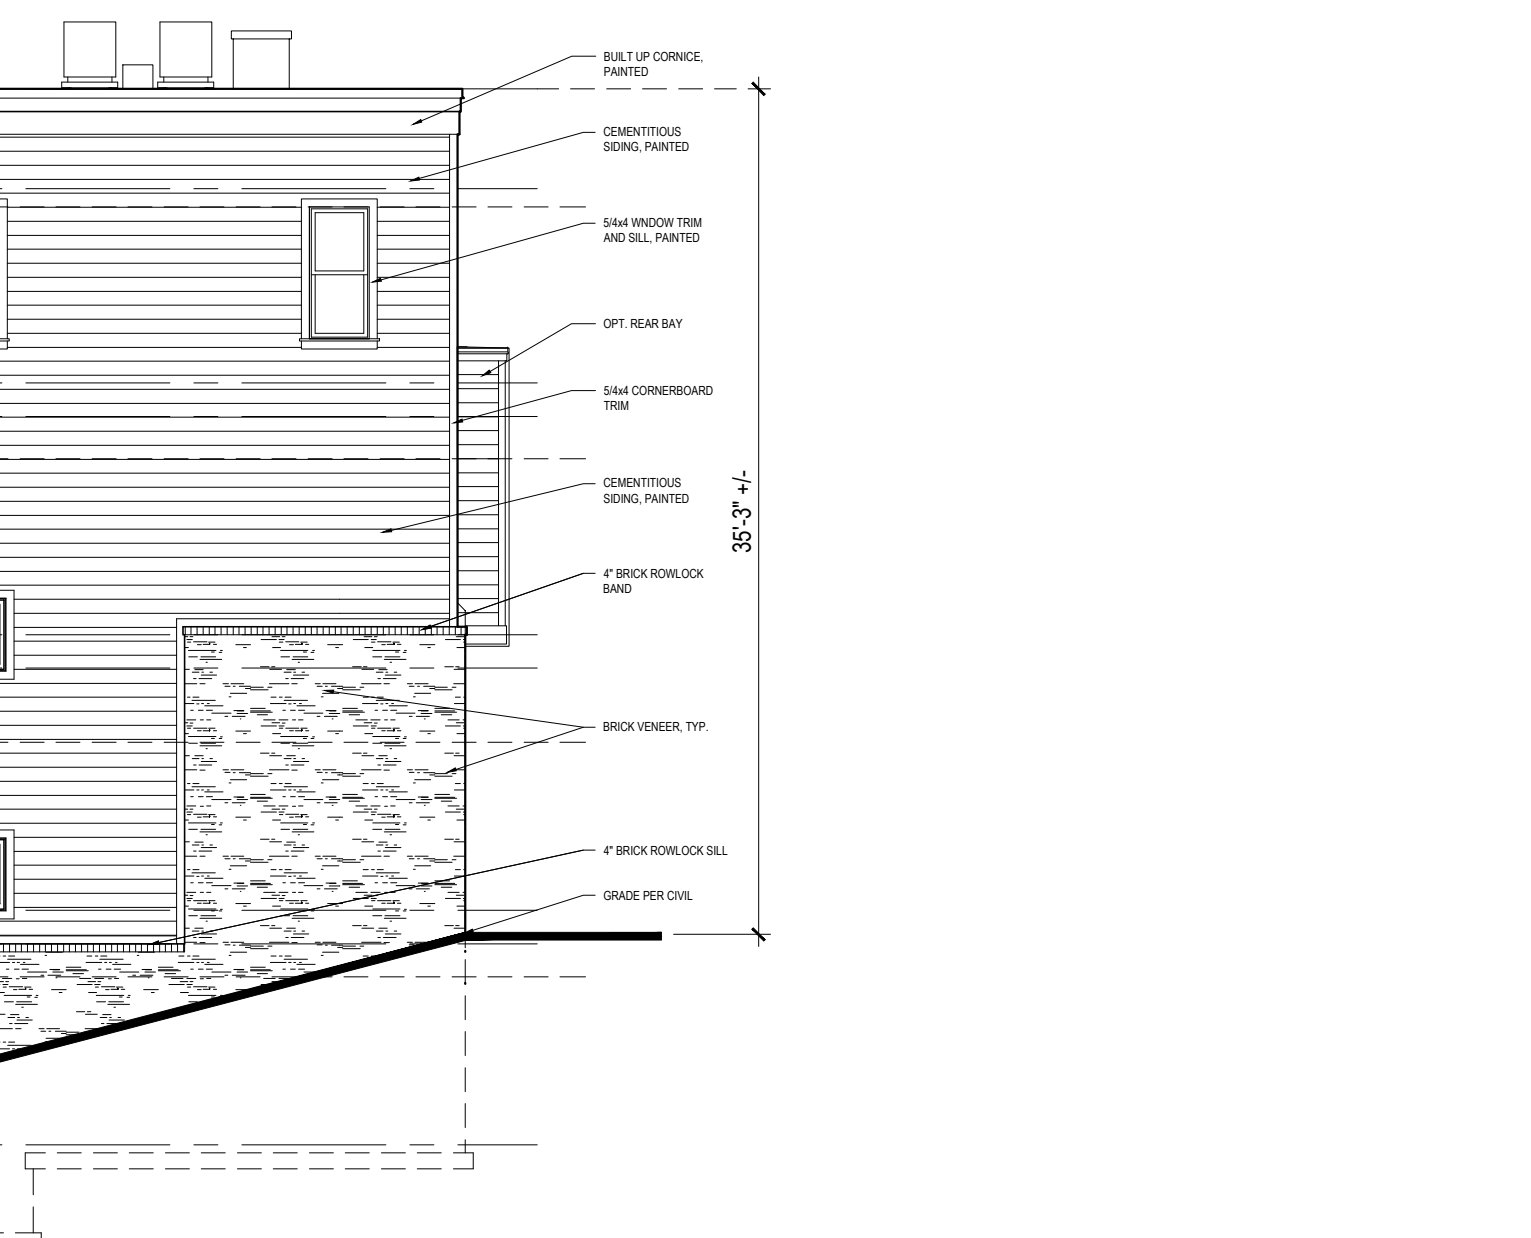 BUILT UP CORNICE,
PAINTED
CEMENTITIOUS
SIDING, PAINTED
5/4x4 WNDOW TRIM
AND SILL, PAINTED
OPT. REAR BAY
5/4x4 CORNERBOARD
TRIM
CEMENTITIOUS
SIDING, PAINTED
35'-3" +/-
4" BRICK ROWLOCK
BAND
BRICK VENEER, TYP.
4" BRICK ROWLOCK SILL
GRADE PER CIVIL